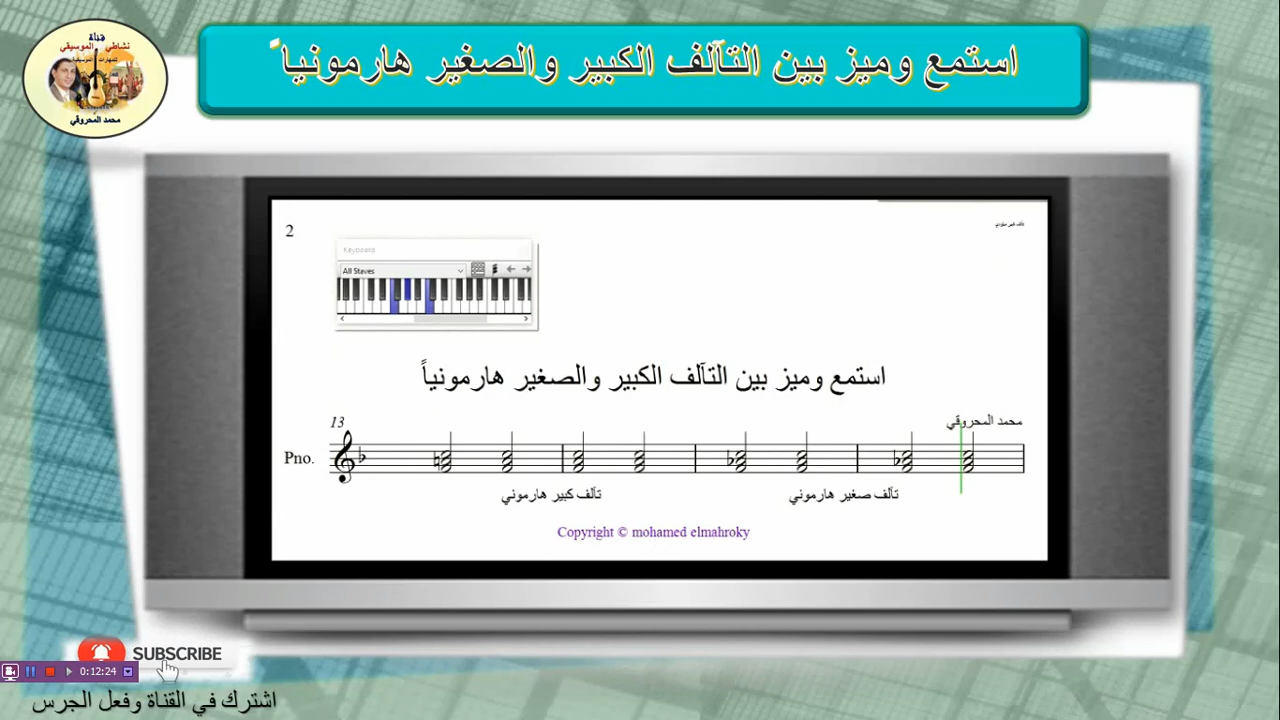 استمع وميز بين التآلف الكبير والصغير هارمونياً
قناة
نشاطي الموسيقي
للمهارات الموسيقية
محمد المحروقي
2
Keyboard
All Staves
استمع وميز بين التآلف الكبير والصغير هارمونياً
محمد المحروقي
13
Pno.
تآلف كبير هارموني
تآلف صغير هارموني
Copyright © mohamed elmahroky
SUBSCRIBE
0:12:24
اشترك في القناة وفعل الجرس